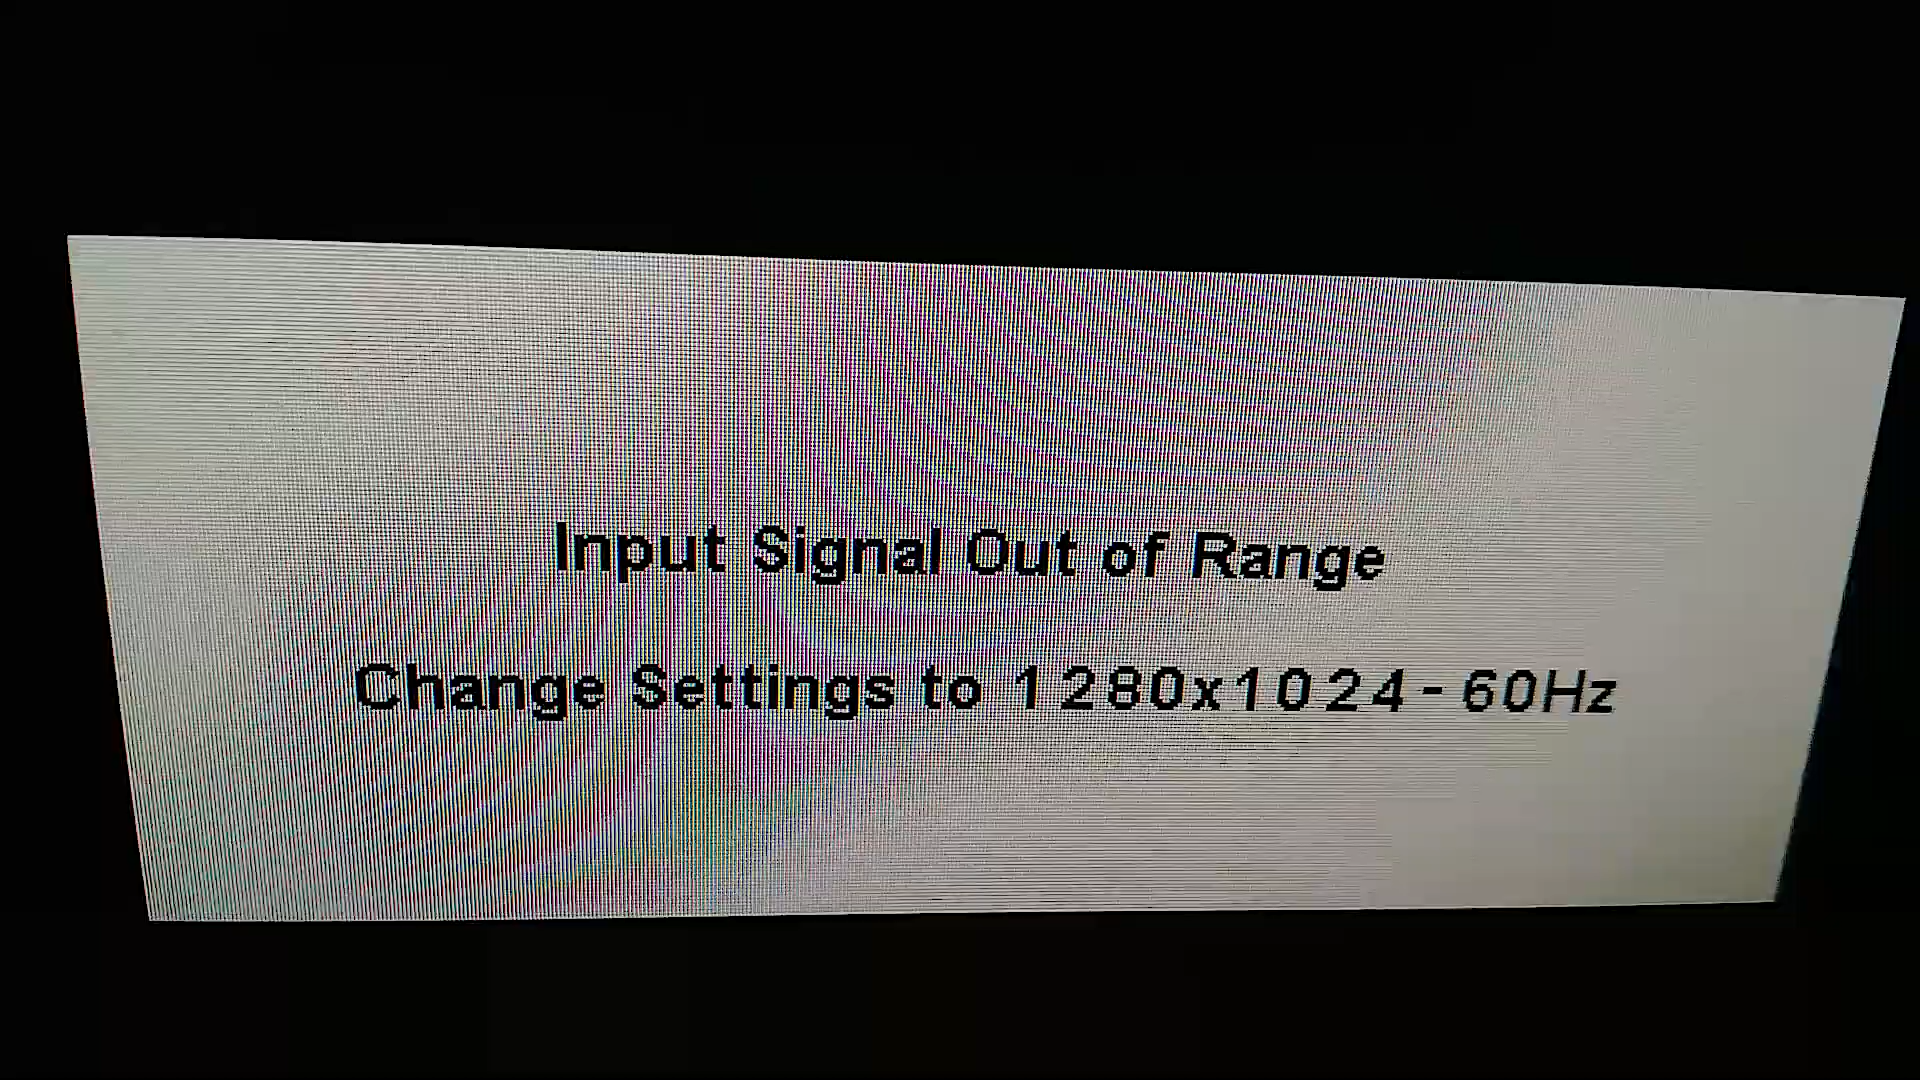 Input Signal Out of Range
Change Settings to 1280x1024-60Hz